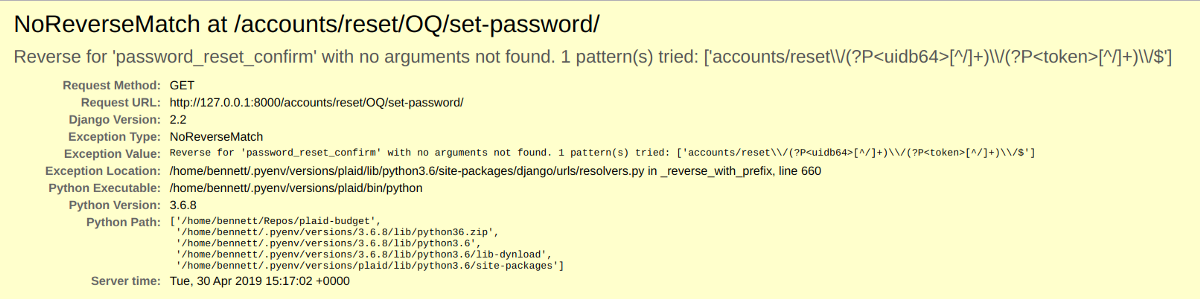 NoReverseMatch at /accounts/reset/OQ/set-password/
Reverse for 'password_reset_confirm' with no arguments not found. 1 pattern(s) tried: ['accounts/reset\\/(?P<uidb64>[^/]+)\\/(?P<token>[^/]+)\\/$']
Request Method: GET
Request URL: http://127.0.0.1:8000/accounts/reset/OQ/set-password/
Django Version: 2.2
Exception Type: NoReverseMatch
Exception Value: Reverse for 'password_reset_confirm' with no arguments not found. 1 pattern(s) tried: ['accounts/reset\\/(?P<uidb64>[^/]+)\\/(?P<token>[^/]+)\\/$']
Exception Location: /home/bennett/.pyenv/versions/plaid/lib/python3.6/site-packages/django/urls/resolvers.py in _reverse_with_prefix, line 660
Python Executable: /home/bennett/.pyenv/versions/plaid/bin/python
Python Version: 3.6.8
Python Path: ['/home/bennett/Repos/plaid-budget',
'/home/bennett/.pyenv/versions/3.6.8/lib/python36.zip',
'/home/bennett/.pyenv/versions/3.6.8/lib/python3.6',
'/home/bennett/.pyenv/versions/3.6.8/lib/python3.6/lib-dynload',
'/home/bennett/.pyenv/versions/plaid/lib/python3.6/site-packages']
Server time: Tue, 30 Apr 2019 15:17:02 +0000